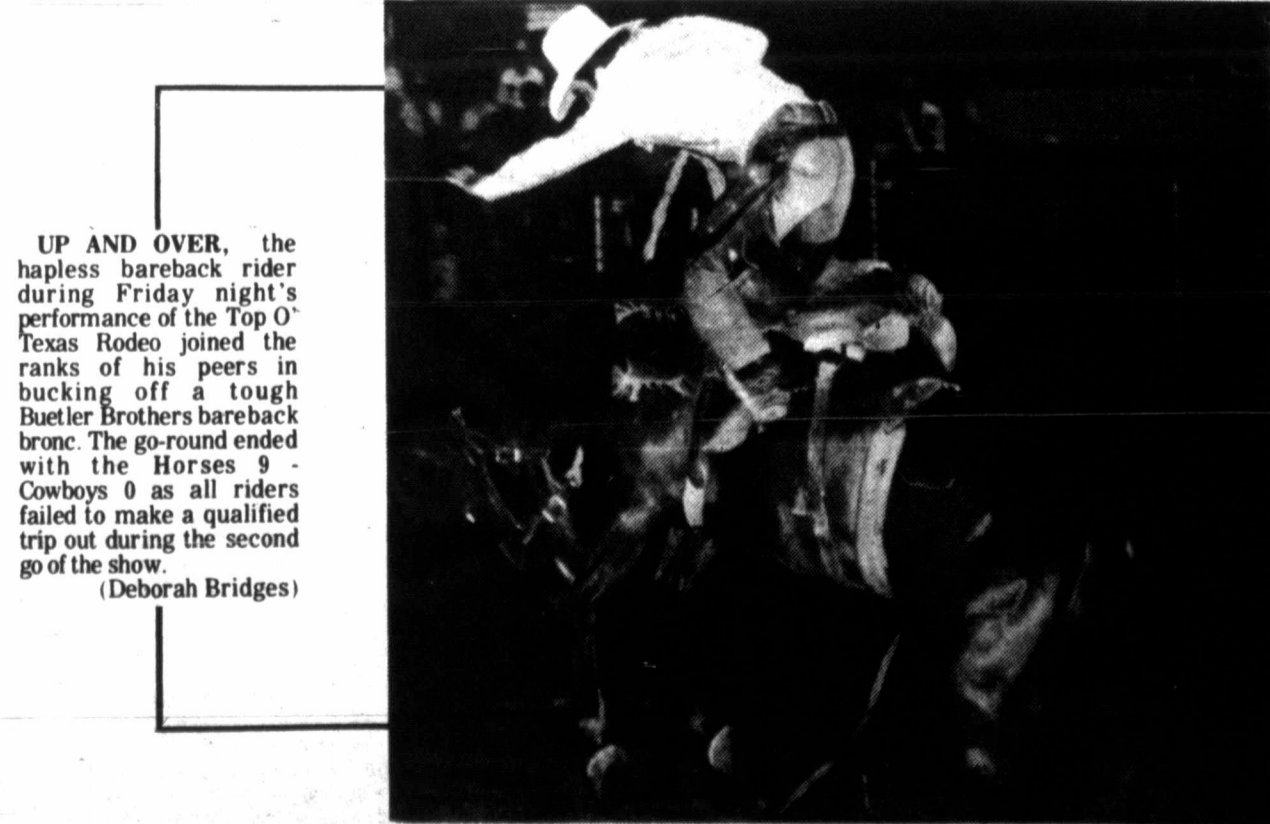 UP AND OVER, the
hapless bareback rider
during Friday night's
performance of the Top O'
Texas Rodeo joined the
ranks of his peers in
bucking off a tough
Buetler Brothers bareback
bronc. The go-round ended
with the Horses 9 -
Cowboys 0 as all riders
failed to make a qualified
trip out during the second
go of the show.
(Deborah Bridges)